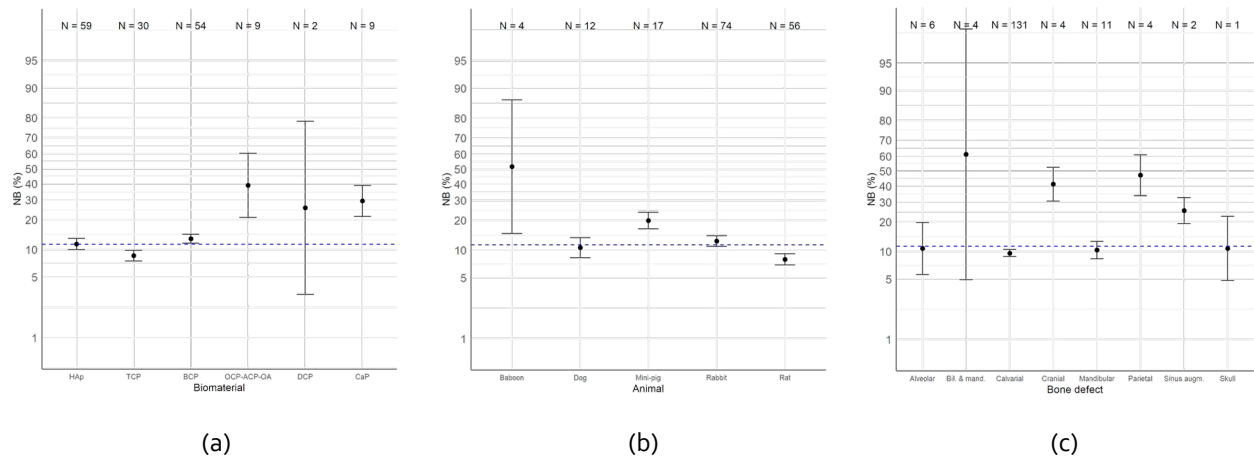 N = 59 N = 30 N = 54 N = 9 N = 2 N = 9
95
90
80
70
60
50
40
30
20
10
5
1
NB (%)
HAp TCP BCP OCP-ACP-OA DCP CaP
Biomaterial
(a)
N = 4 N = 12 N = 17 N = 74 N = 56
95
90
80
70
60
50
40
30
20
10
5
1
NB (%)
Baboon Dog Mini-pig Rabbit Rat
Animal
(b)
N = 6 N = 4 N = 131 N = 4 N = 11 N = 4 N = 2 N = 1
95
90
80
70
60
50
40
30
20
10
5
1
NB (%)
Alveolar Bil. & mand. Calvarial Cranial Mandibular Parietal Sinus augm. Skull
Bone defect
(c)